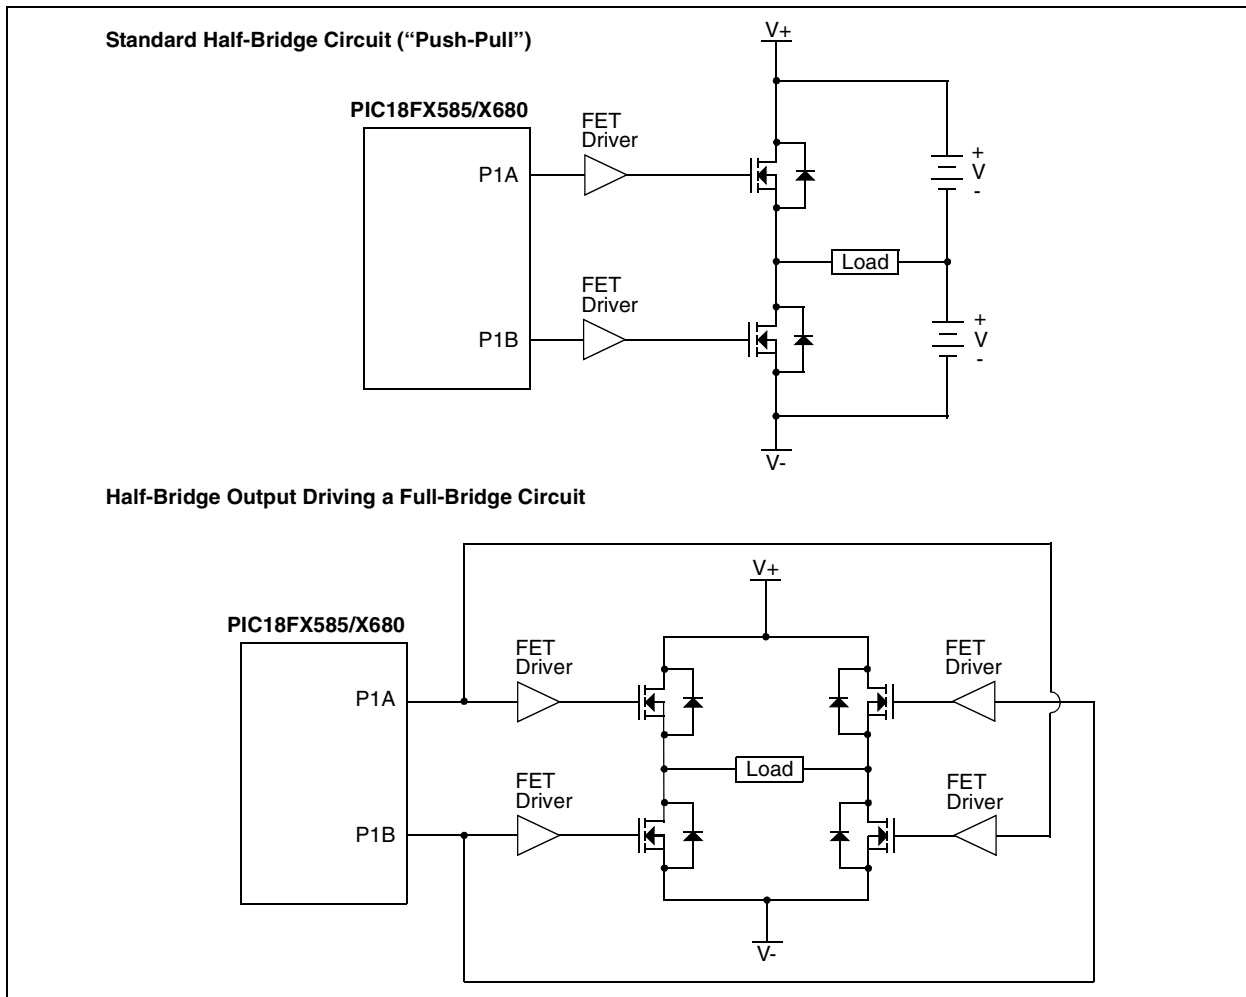 Standard Half-Bridge Circuit (“Push-Pull”)
V+
PIC18FX585/X680
FET
Driver
P1A
+
V
-
Load
FET
Driver
P1B
+
V
-
V-
Half-Bridge Output Driving a Full-Bridge Circuit
V+
PIC18FX585/X680
FET
Driver
FET
Driver
P1A
Load
FET
Driver
FET
Driver
P1B
V-